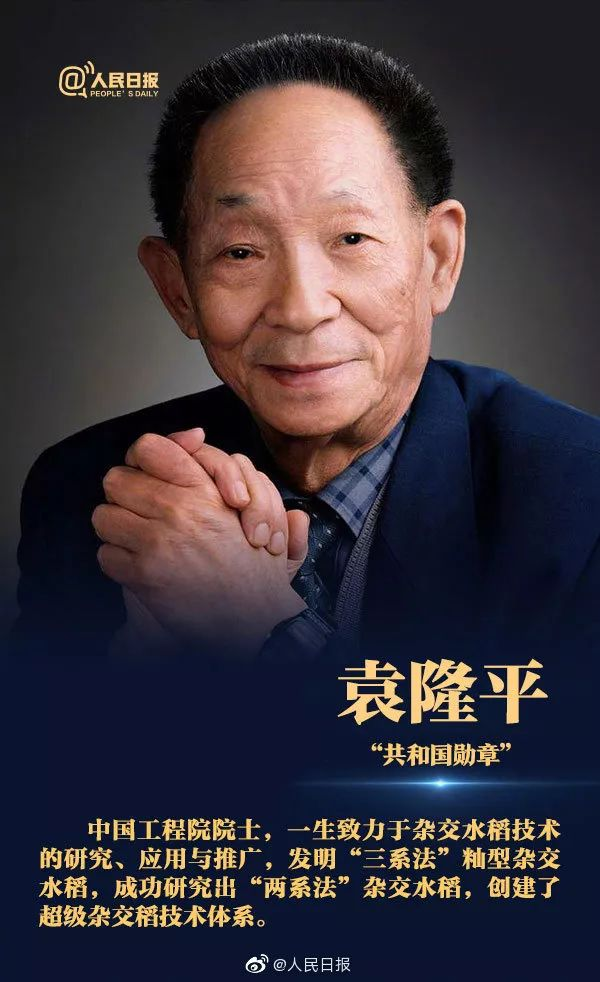 @人民日报
PEOPLE'S DAILY
袁隆平
“共和国勋章”
中国工程院院士，一生致力于杂交水稻技术
的研究、应用与推广，发明“三系法”籼型杂交
水稻，成功研究出“两系法”杂交水稻，创建了
超级杂交稻技术体系。
@人民日报